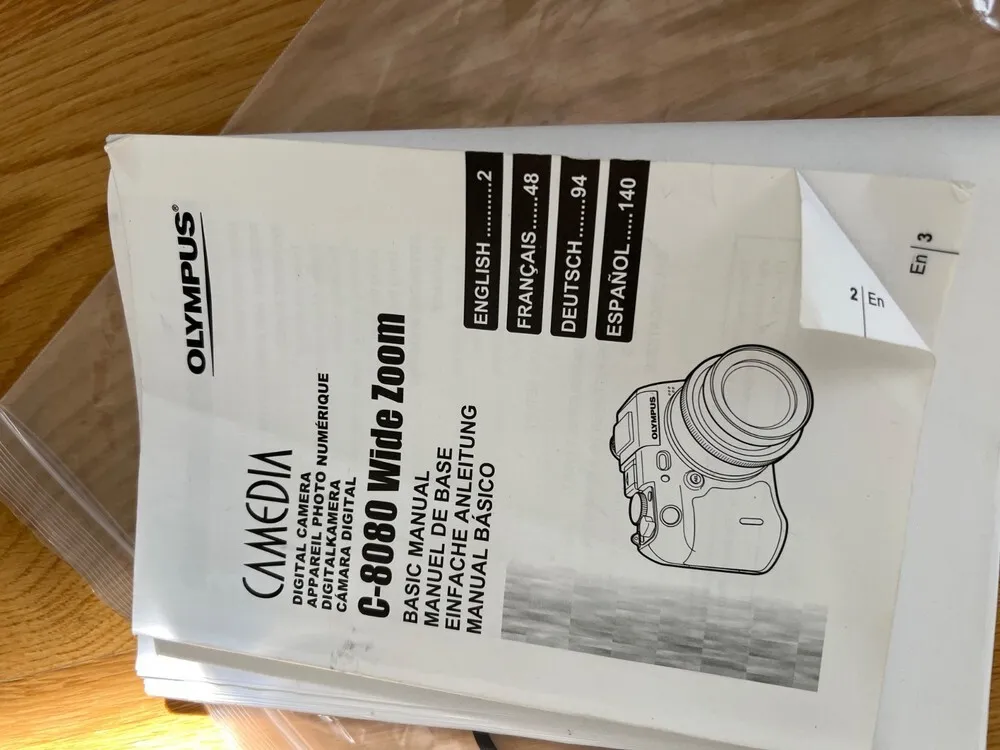 OLYMPUS®
CAMEDIA
DIGITAL CAMERA
APPAREIL PHOTO NUMÉRIQUE
DIGITALKAMERA
CÁMARA DIGITAL
C-8080 Wide Zoom
BASIC MANUAL
MANUEL DE BASE
EINFACHE ANLEITUNG
MANUAL BÁSICO
ENGLISH ..........2
FRANÇAIS......48
DEUTSCH .......94
ESPAÑOL.....140
OLYMPUS
2 En
En 3